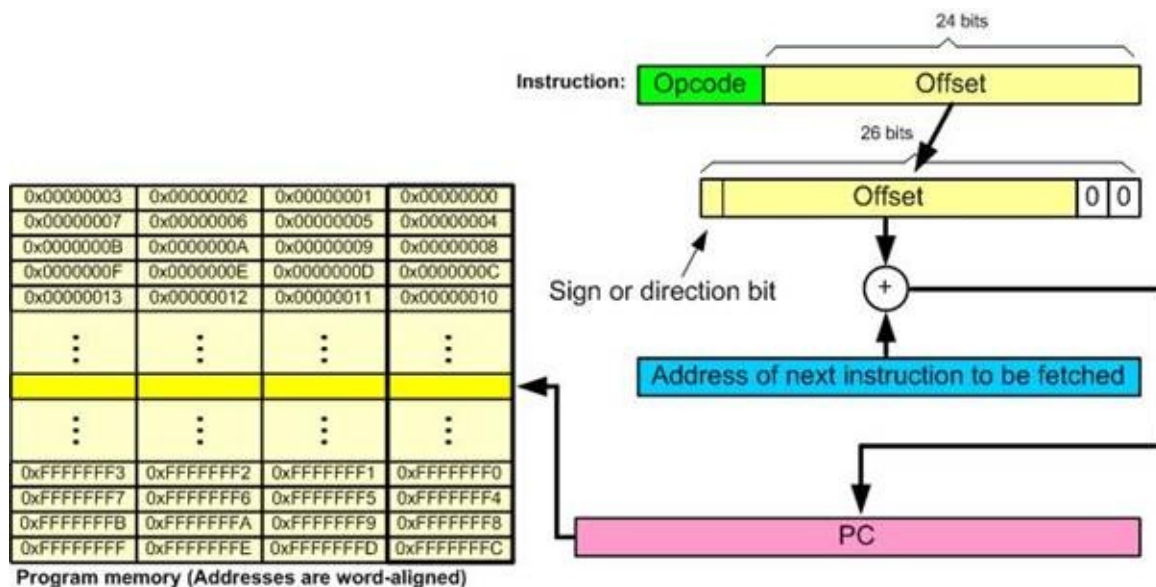 24 bits
Instruction: Opcode Offset
26 bits
Offset 0 0
Sign or direction bit
+
Address of next instruction to be fetched
PC
0x00000003 0x00000002 0x00000001 0x00000000
0x00000007 0x00000006 0x00000005 0x00000004
0x0000000B 0x0000000A 0x00000009 0x00000008
0x0000000F 0x0000000E 0x0000000D 0x0000000C
0x00000013 0x00000012 0x00000011 0x00000010
0xFFFFFFF3 0xFFFFFFF2 0xFFFFFFF1 0xFFFFFFF0
0xFFFFFFF7 0xFFFFFFF6 0xFFFFFFF5 0xFFFFFFF4
0xFFFFFFFB 0xFFFFFFFA 0xFFFFFFF9 0xFFFFFFF8
0xFFFFFFFF 0xFFFFFFFE 0xFFFFFFFD 0xFFFFFFFC
Program memory (Addresses are word-aligned)